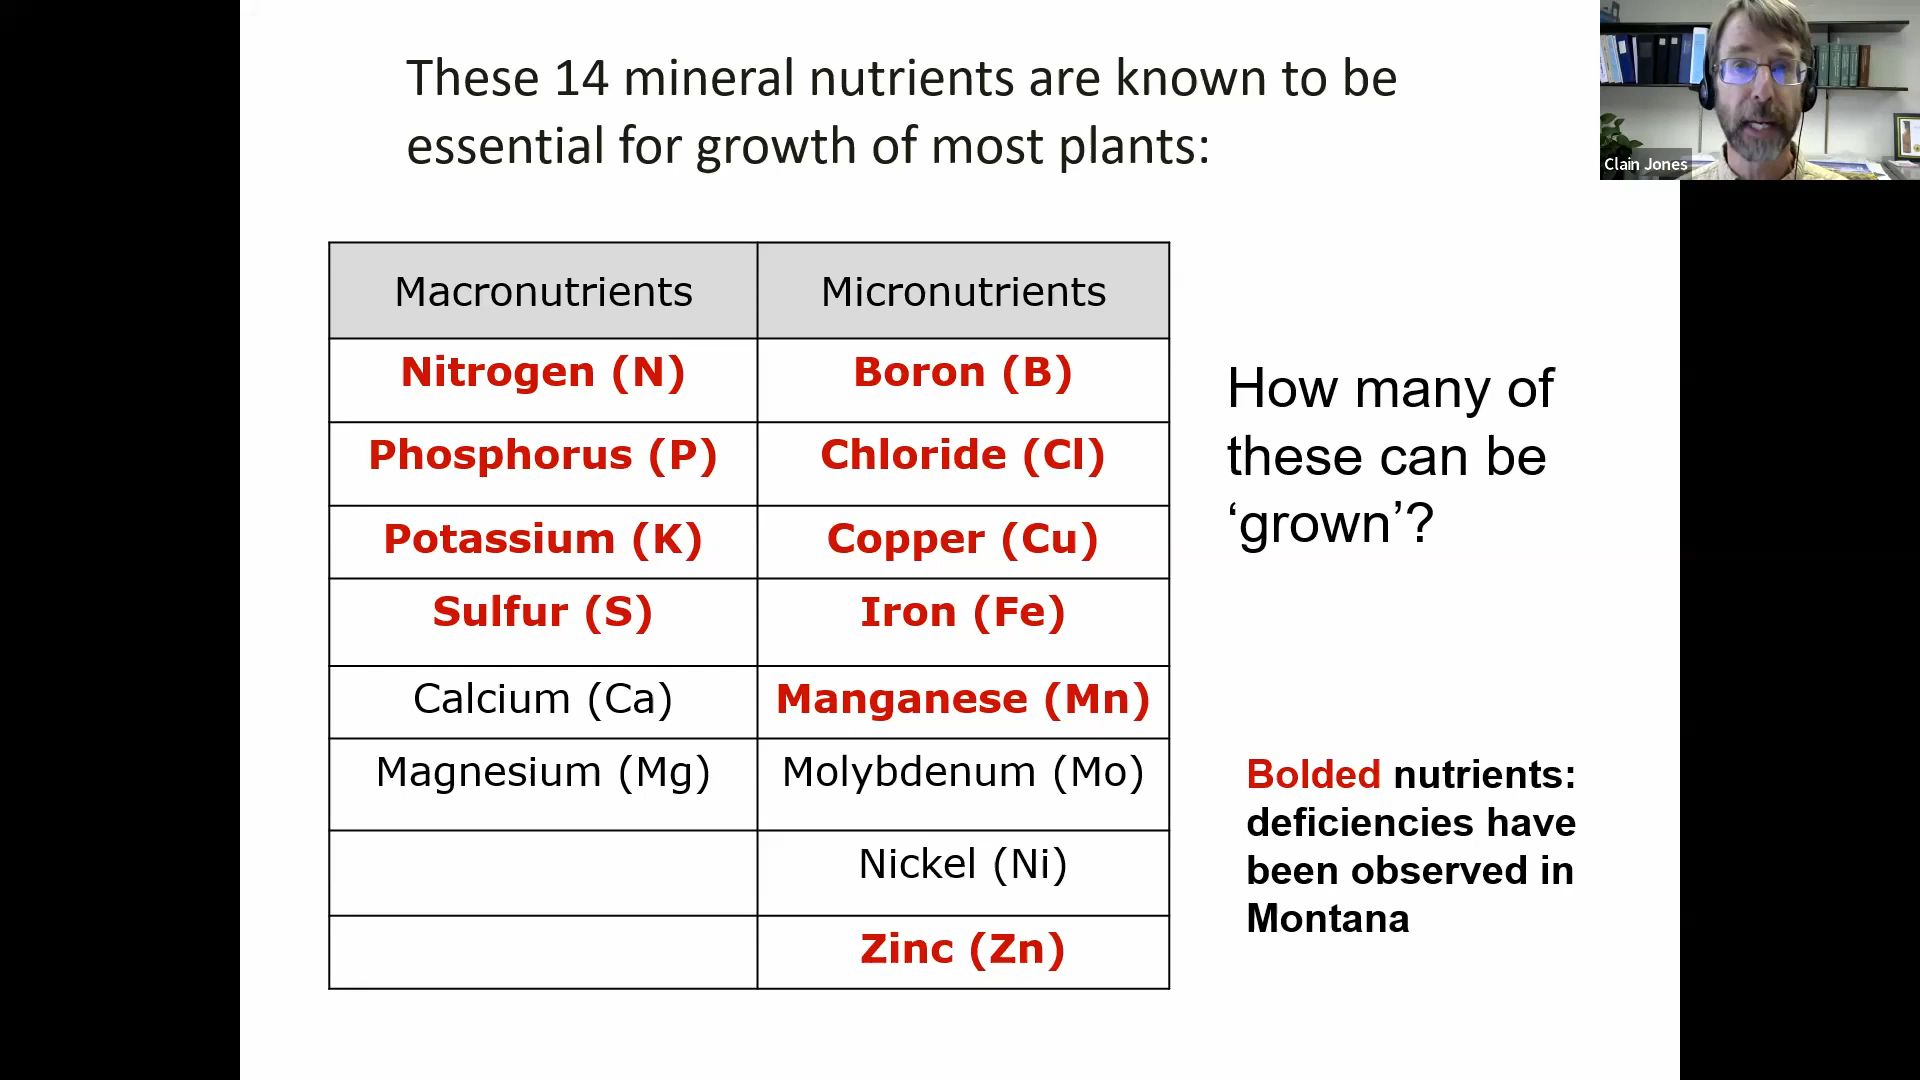 These 14 mineral nutrients are known to be
essential for growth of most plants:
Clain Jones
Macronutrients Micronutrients
Nitrogen (N) Boron (B)
Phosphorus (P) Chloride (Cl)
Potassium (K) Copper (Cu)
Sulfur (S) Iron (Fe)
Calcium (Ca) Manganese (Mn)
Magnesium (Mg) Molybdenum (Mo)
Nickel (Ni)
Zinc (Zn)
How many of
these can be
‘grown’?
Bolded nutrients:
deficiencies have
been observed in
Montana